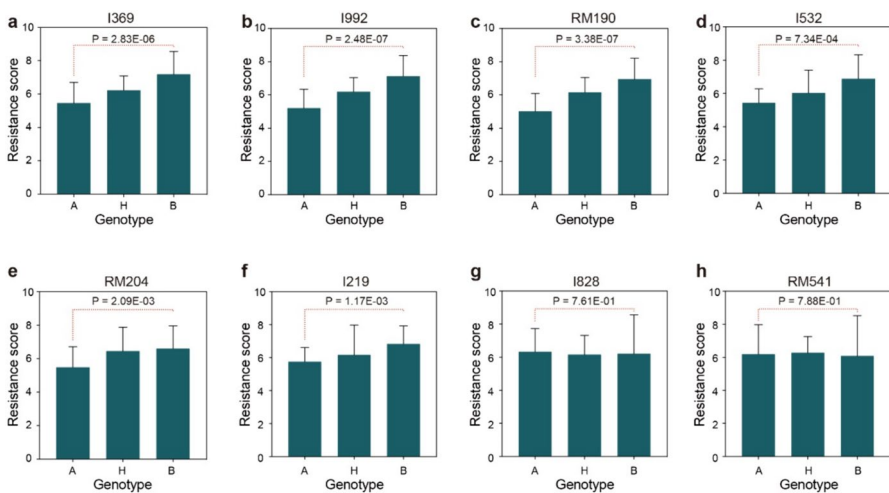 a
I369
10
8
6
4
2
0
P = 2.83E-06
Resistance score
A H B
Genotype
b
I992
10
8
6
4
2
0
P = 2.48E-07
Resistance score
A H B
Genotype
c
RM190
10
8
6
4
2
0
P = 3.38E-07
Resistance score
A H B
Genotype
d
I532
10
8
6
4
2
0
P = 7.34E-04
Resistance score
A H B
Genotype
e
RM204
10
8
6
4
2
0
P = 2.09E-03
Resistance score
A H B
Genotype
f
I219
10
8
6
4
2
0
P = 1.17E-03
Resistance score
A H B
Genotype
g
I828
10
8
6
4
2
0
P = 7.61E-01
Resistance score
A H B
Genotype
h
RM541
10
8
6
4
2
0
P = 7.88E-01
Resistance score
A H B
Genotype